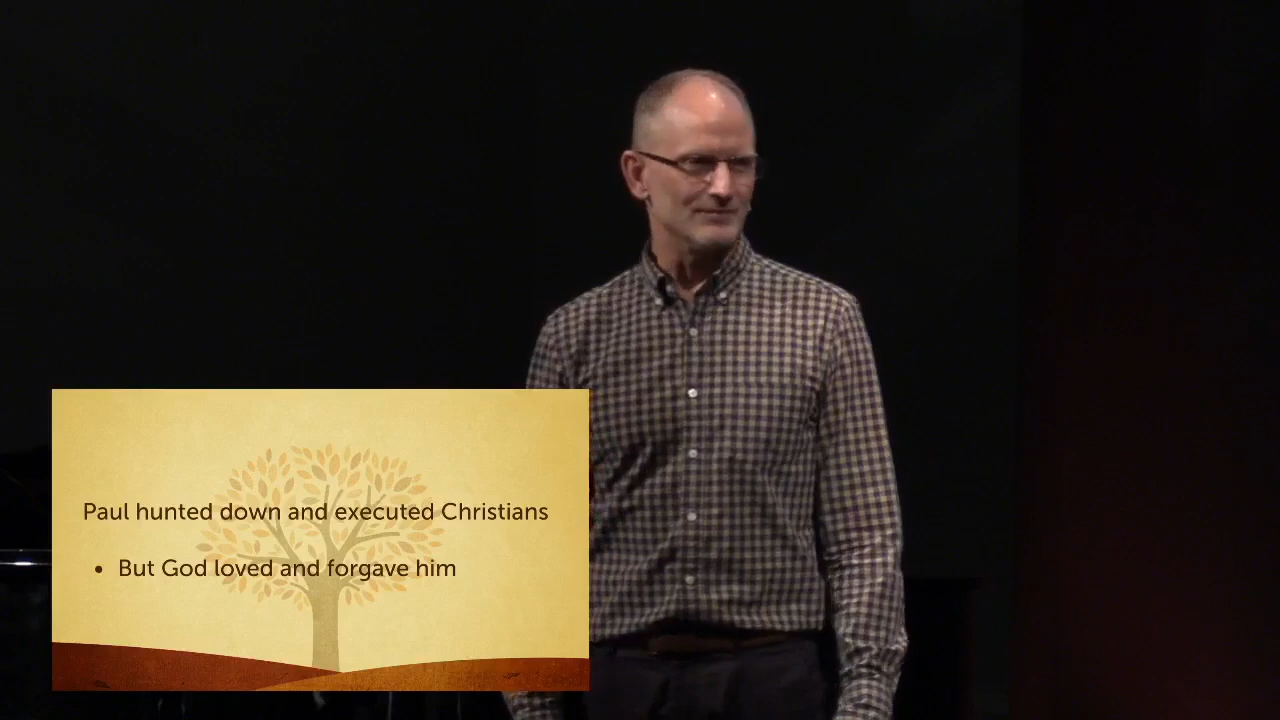 Paul hunted down and executed Christians
• But God loved and forgave him